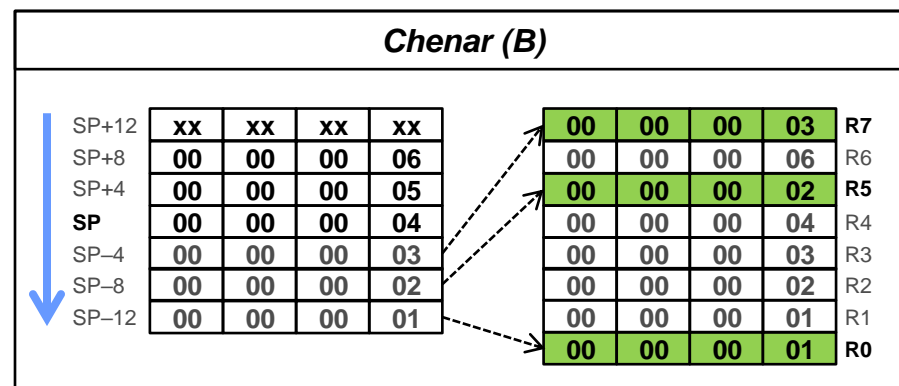 Chenar (B)
SP+12 xx xx xx xx 00 00 00 03 R7
SP+8 00 00 00 06 00 00 00 06 R6
SP+4 00 00 00 05 00 00 00 02 R5
SP 00 00 00 04 00 00 00 04 R4
SP–4 00 00 00 03 00 00 00 03 R3
SP–8 00 00 00 02 00 00 00 02 R2
SP–12 00 00 00 01 00 00 00 01 R1
00 00 00 01 R0